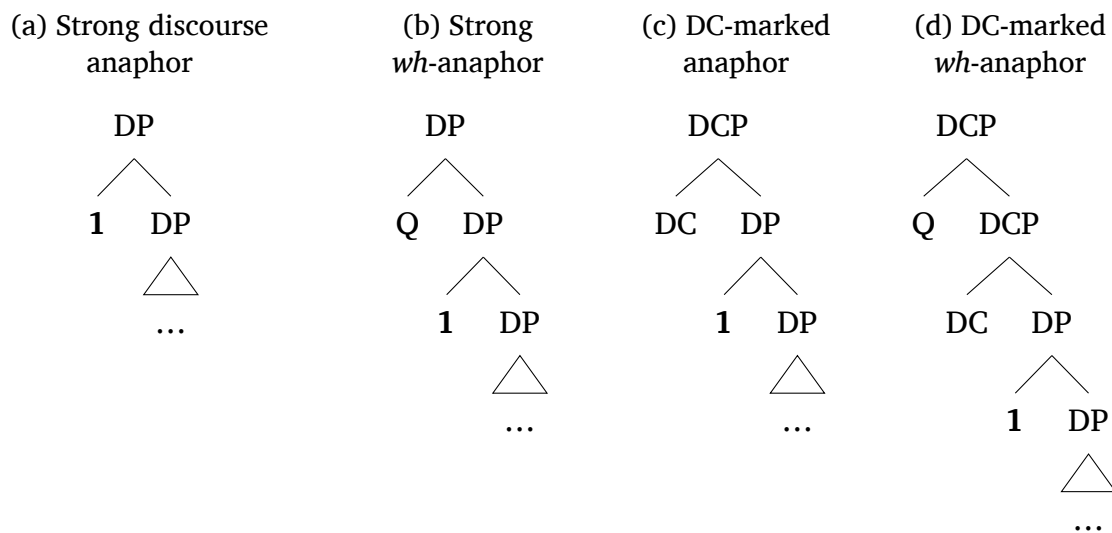 (a) Strong discourse anaphor
DP
1 DP
...
(b) Strong wh-anaphor
DP
Q DP
1 DP
...
(c) DC-marked anaphor
DCP
DC DP
1 DP
...
(d) DC-marked wh-anaphor
DCP
Q DCP
DC DP
1 DP
...